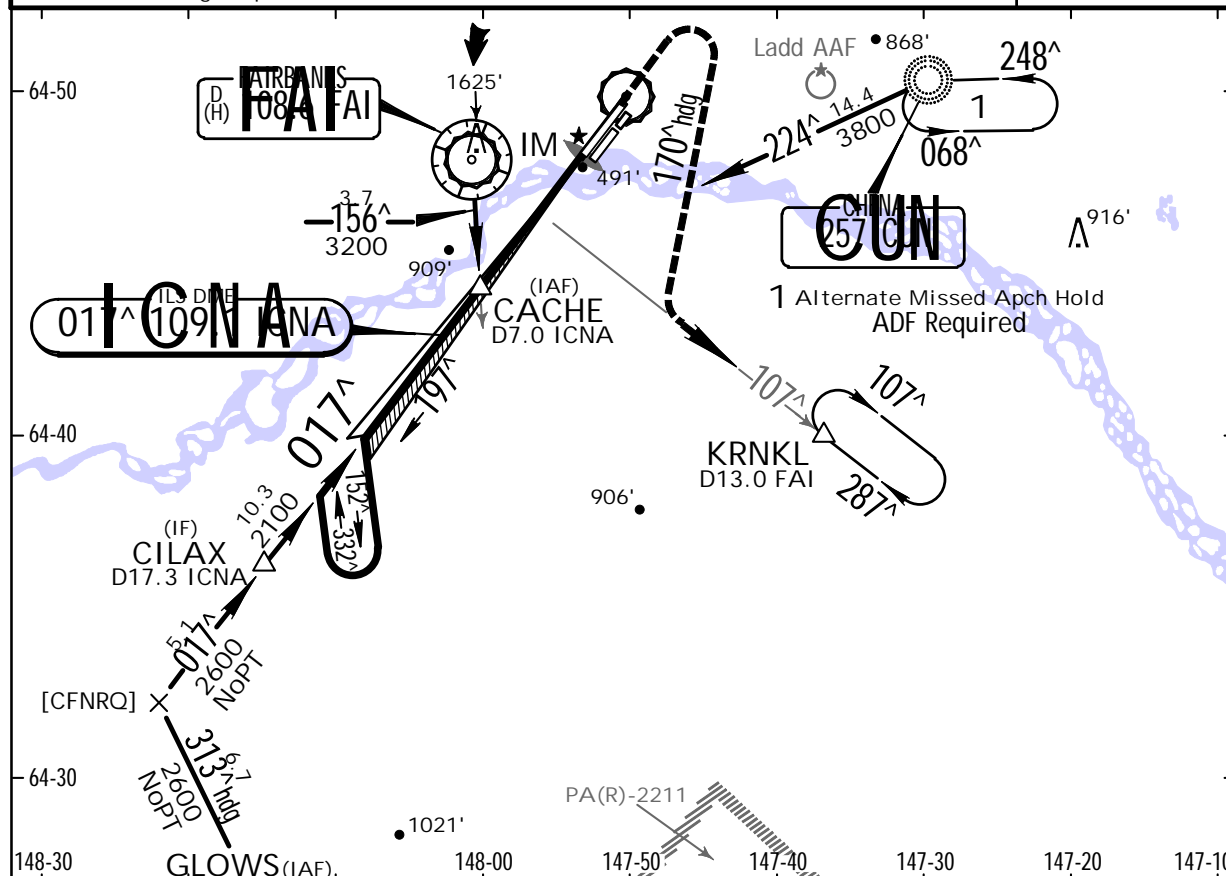 64-50
64-40
64-30
FAIRBANKS
D
(H)
FAI
FAI
1625'
IM
491'
Ladd AAF
868'
248^
1
068^
14.4
224^
3800
170^hdg
CHENA
257 CUN
CUN
916'
1 Alternate Missed Apch Hold
ADF Required
3.7
156^
3200
909'
(IAF)
CACHE
D7.0 ICNA
ILS DME
017^ 109.1 ICNA
ICNA
197^
017^
107^
107^
KRNKL
D13.0 FAI
287^
906'
152^
332^
10.3
2100
(IF)
CILAX
D17.3 ICNA
5.1
017^
2600
NoPT
[CFNRQ]
6.7
313^hdg
2600
NoPT
GLOWS(IAF)
1021'
PA(R)-2211
148-30
148-00
147-50
147-40
147-30
147-20
147-10